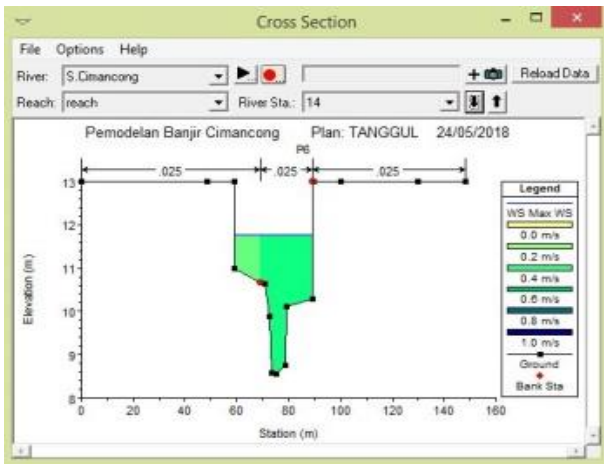 Cross Section
File Options Help
River: S.Cimancong Reload Data
Reach: reach River Sta.: 14
Pemodelan Banjir Cimancong Plan: TANGGUL 24/05/2018
P6
.025 .025 .025
Legend
WS Max WS
0.0 m/s
0.2 m/s
0.4 m/s
0.6 m/s
0.8 m/s
1.0 m/s
Ground
Bank Sta
13
12
11
10
9
8
Elevation (m)
0 20 40 60 80 100 120 140 160
Station (m)